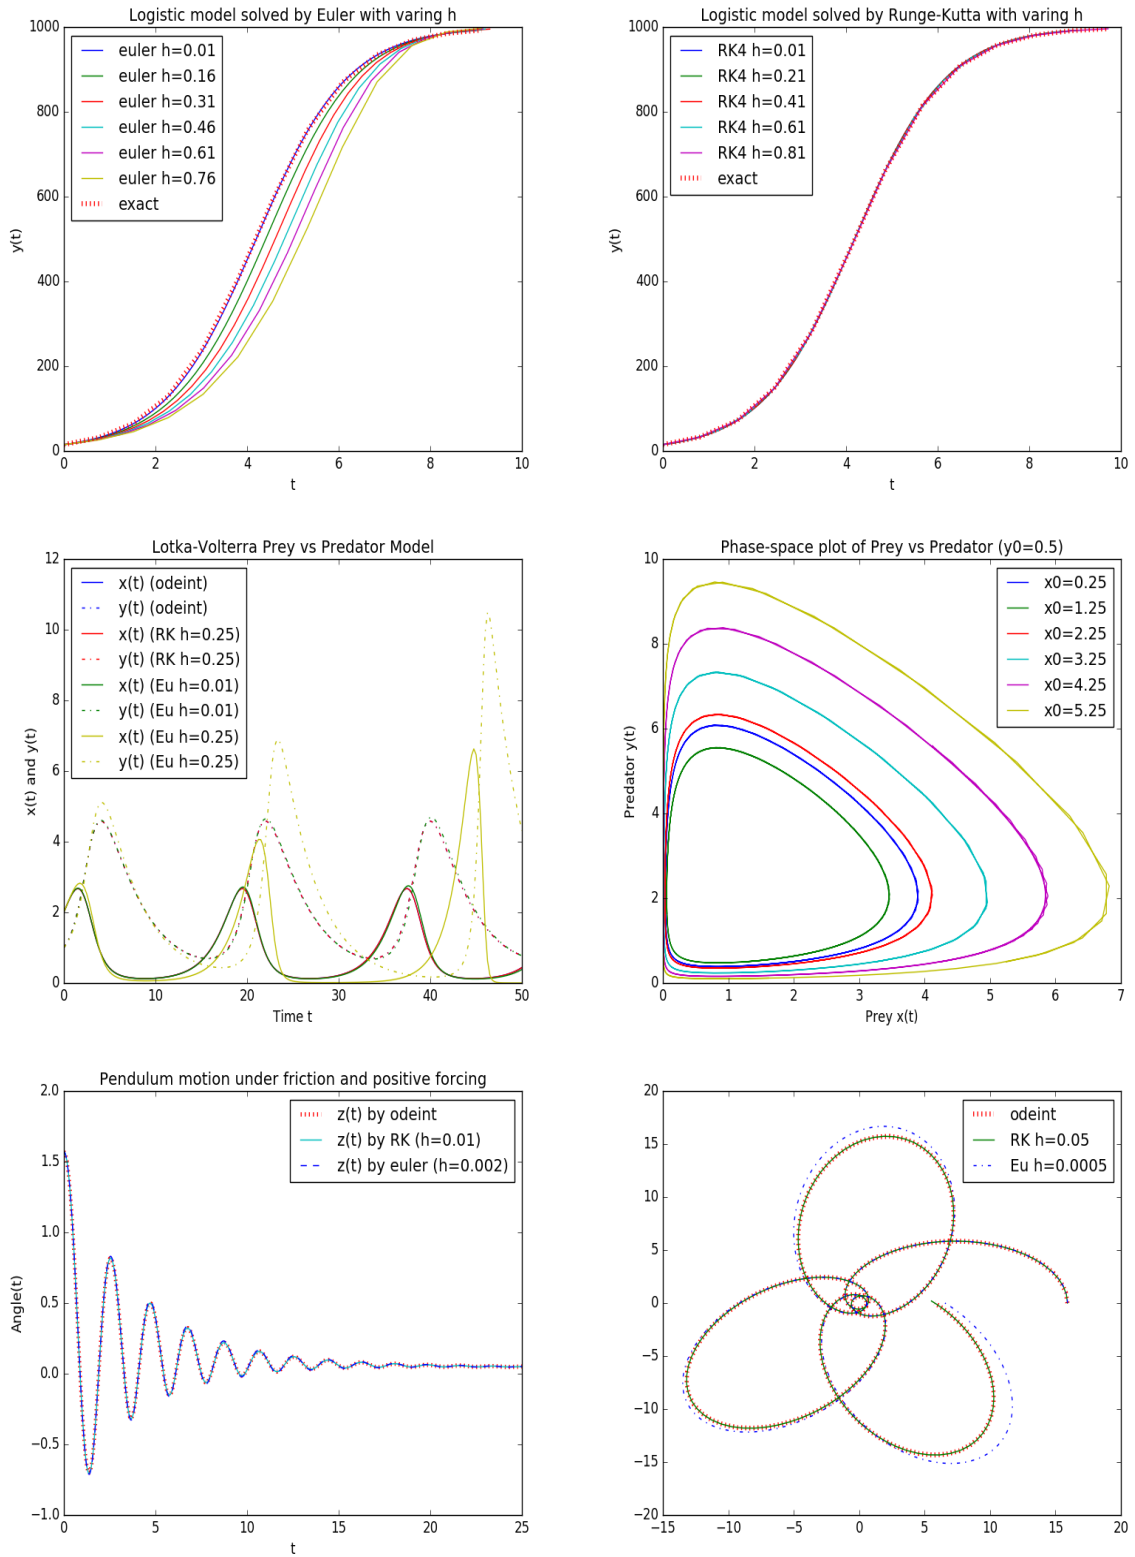 Logistic model solved by Euler with varing h
1000
800
600
400
200
0
y(t)
euler h=0.01
euler h=0.16
euler h=0.31
euler h=0.46
euler h=0.61
euler h=0.76
exact
0 2 4 6 8 10
t
Logistic model solved by Runge-Kutta with varing h
1000
800
600
400
200
0
y(t)
RK4 h=0.01
RK4 h=0.21
RK4 h=0.41
RK4 h=0.61
RK4 h=0.81
exact
0 2 4 6 8 10
t
Lotka-Volterra Prey vs Predator Model
12
10
8
6
4
2
0
x(t) and y(t)
x(t) (odeint)
y(t) (odeint)
x(t) (RK h=0.25)
y(t) (RK h=0.25)
x(t) (Eu h=0.01)
y(t) (Eu h=0.01)
x(t) (Eu h=0.25)
y(t) (Eu h=0.25)
0 10 20 30 40 50
Time t
Phase-space plot of Prey vs Predator (y0=0.5)
10
8
6
4
2
0
Predator y(t)
x0=0.25
x0=1.25
x0=2.25
x0=3.25
x0=4.25
x0=5.25
0 1 2 3 4 5 6 7
Prey x(t)
Pendulum motion under friction and positive forcing
2.0
1.5
1.0
0.5
0.0
−0.5
−1.0
Angle(t)
z(t) by odeint
z(t) by RK (h=0.01)
z(t) by euler (h=0.002)
0 5 10 15 20 25
t
20
15
10
5
0
−5
−10
−15
−20
odeint
RK h=0.05
Eu h=0.0005
−15 −10 −5 0 5 10 15 20